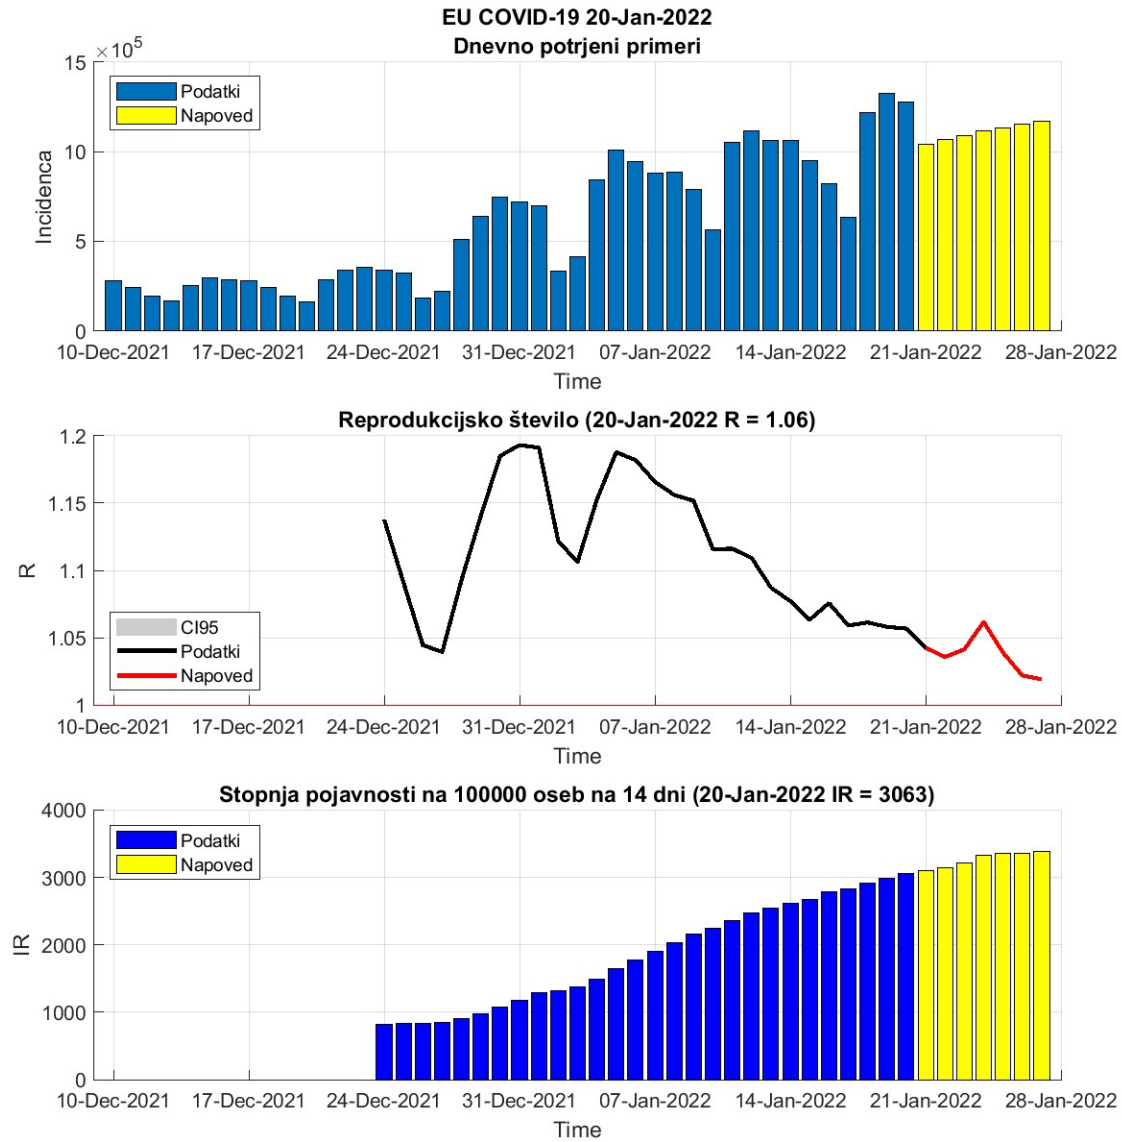 EU COVID-19 20-Jan-2022
Dnevno potrjeni primeri
×10^5
15
10
5
0
Incidenca
Podatki
Napoved
10-Dec-2021 17-Dec-2021 24-Dec-2021 31-Dec-2021 07-Jan-2022 14-Jan-2022 21-Jan-2022 28-Jan-2022
Time
Reprodukcijsko število (20-Jan-2022 R = 1.06)
1.2
1.15
1.1
1.05
1
R
CI95
Podatki
Napoved
10-Dec-2021 17-Dec-2021 24-Dec-2021 31-Dec-2021 07-Jan-2022 14-Jan-2022 21-Jan-2022 28-Jan-2022
Time
Stopnja pojavnosti na 100000 oseb na 14 dni (20-Jan-2022 IR = 3063)
4000
3000
2000
1000
0
IR
Podatki
Napoved
10-Dec-2021 17-Dec-2021 24-Dec-2021 31-Dec-2021 07-Jan-2022 14-Jan-2022 21-Jan-2022 28-Jan-2022
Time